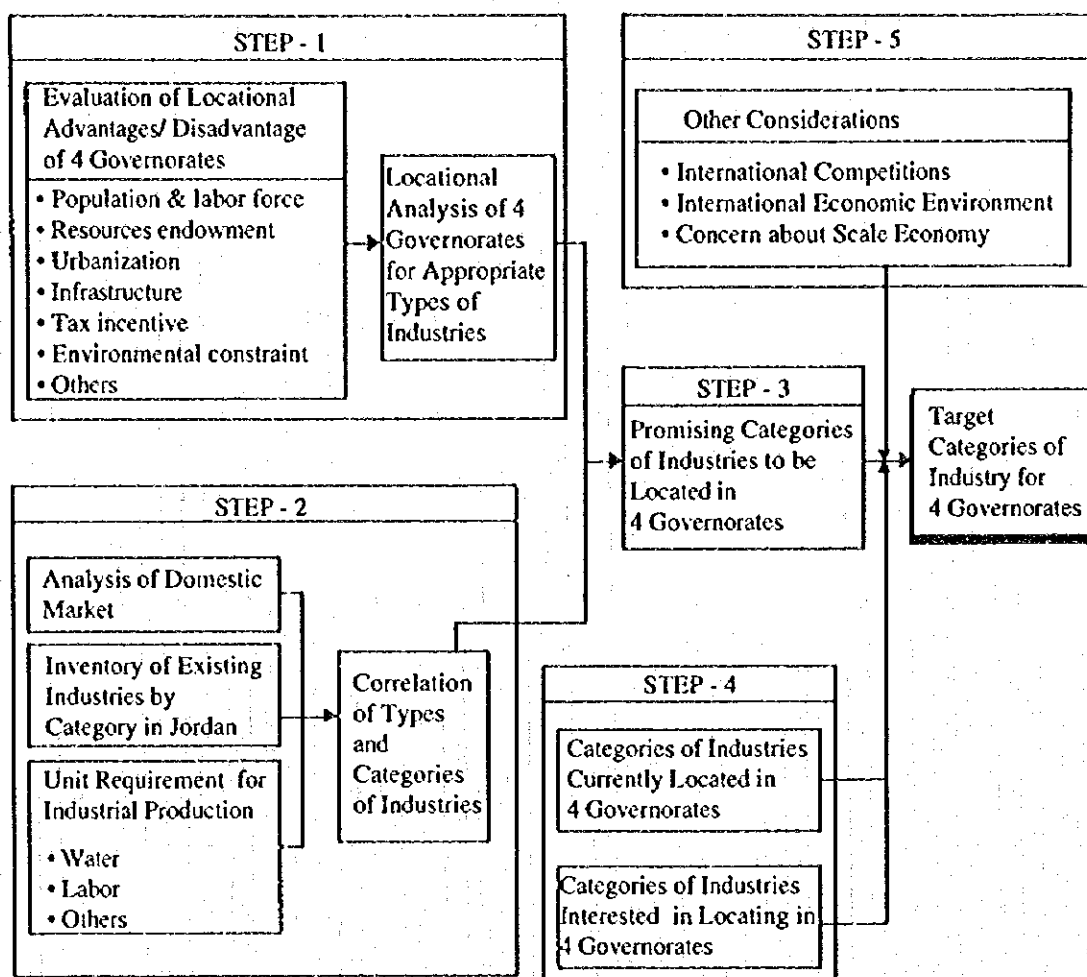 STEP - 1
Evaluation of Locational
Advantages/ Disadvantage
of 4 Governorates
• Population & labor force
• Resources endowment
• Urbanization
• Infrastructure
• Tax incentive
• Environmental constraint
• Others
Locational
Analysis of 4
Governorates
for Appropriate
Types of
Industries
STEP - 2
Analysis of Domestic
Market
Inventory of Existing
Industries by
Category in Jordan
Unit Requirement for
Industrial Production
• Water
• Labor
• Others
Correlation
of Types
and
Categories
of Industries
STEP - 3
Promising Categories
of Industries to be
Located in
4 Governorates
STEP - 4
Categories of Industries
Currently Located in
4 Governorates
Categories of Industries
Interested in Locating in
4 Governorates
STEP - 5
Other Considerations
• International Competitions
• International Economic Environment
• Concern about Scale Economy
Target
Categories of
Industry for
4 Governorates